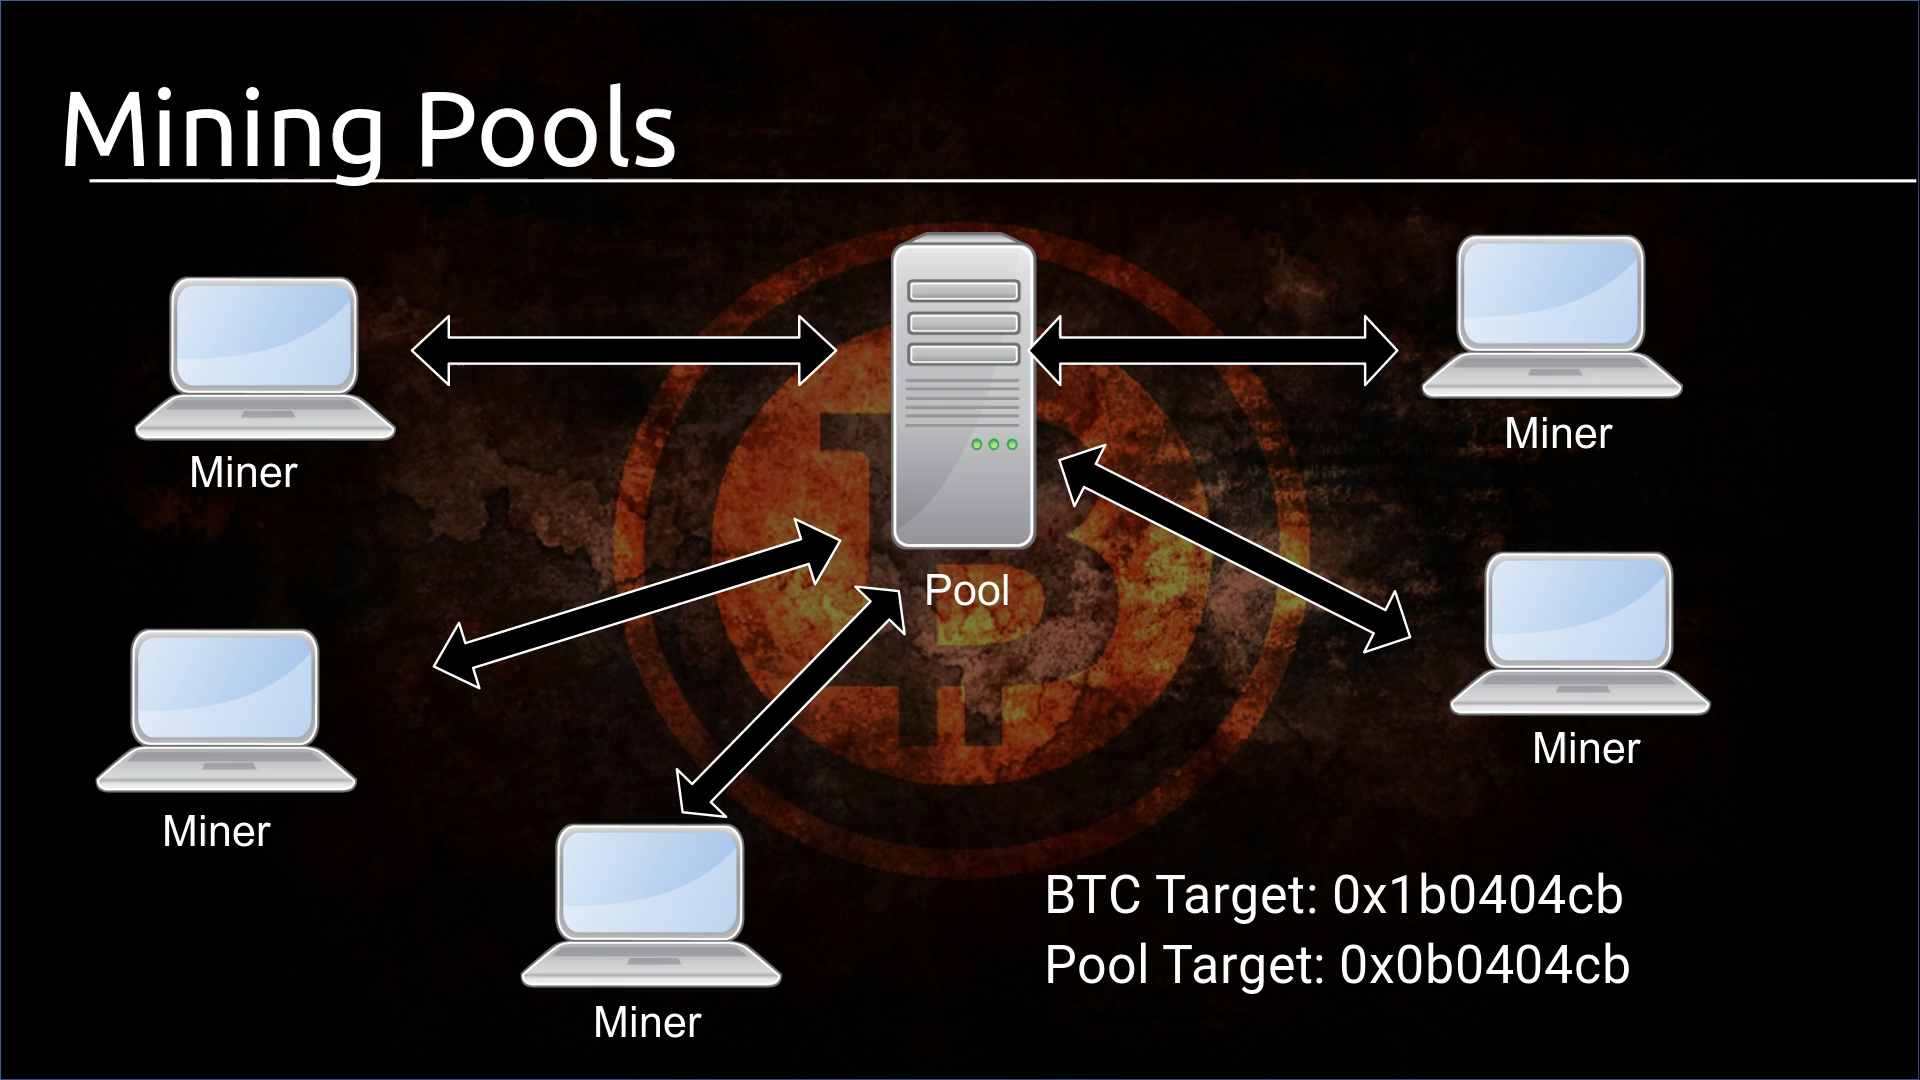 Mining Pools
Miner
Miner
Pool
Miner
Miner
Miner
BTC Target: 0x1b0404cb
Pool Target: 0x0b0404cb